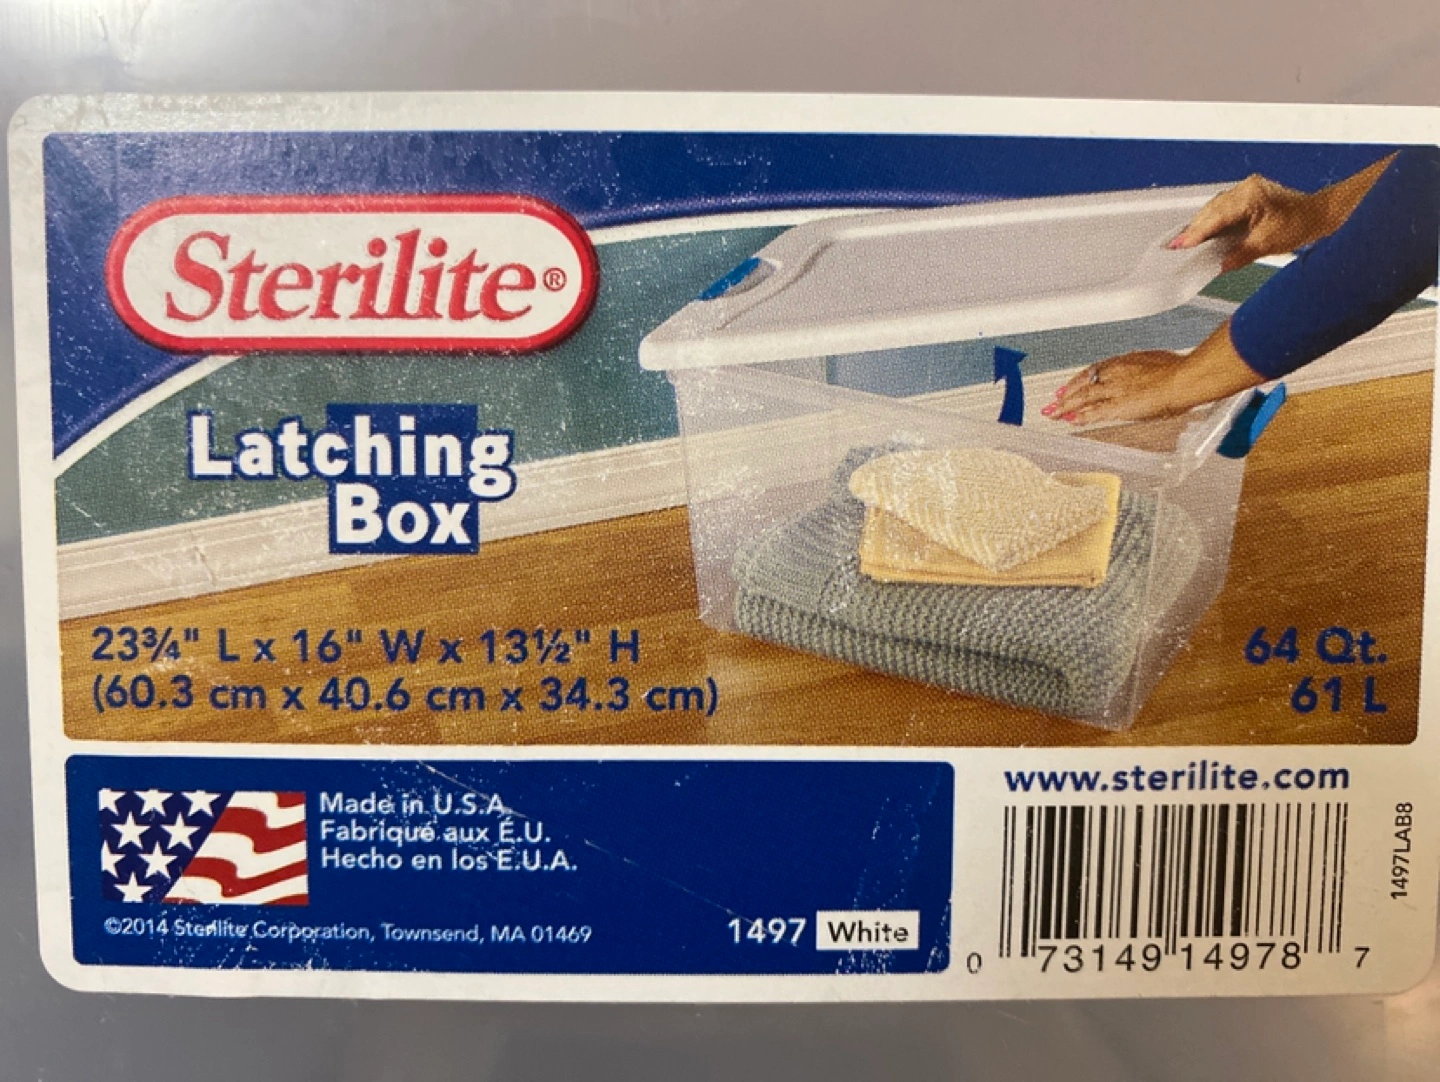 Sterilite®
Latching
Box
23¾" L x 16" W x 13½" H
(60.3 cm x 40.6 cm x 34.3 cm)
64 Qt.
61 L
Made in U.S.A.
Fabriqué aux É.U.
Hecho en los E.U.A.
©2014 Sterilite Corporation, Townsend, MA 01469
1497 White
www.sterilite.com
0 73149 14978 7
1497LAB8